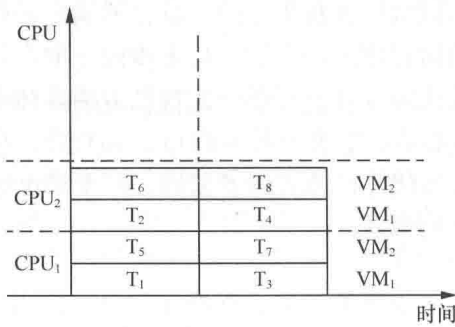 CPU
CPU₂ T₆ T₈ VM₂
T₂ T₄ VM₁
CPU₁ T₅ T₇ VM₂
T₁ T₃ VM₁
时间